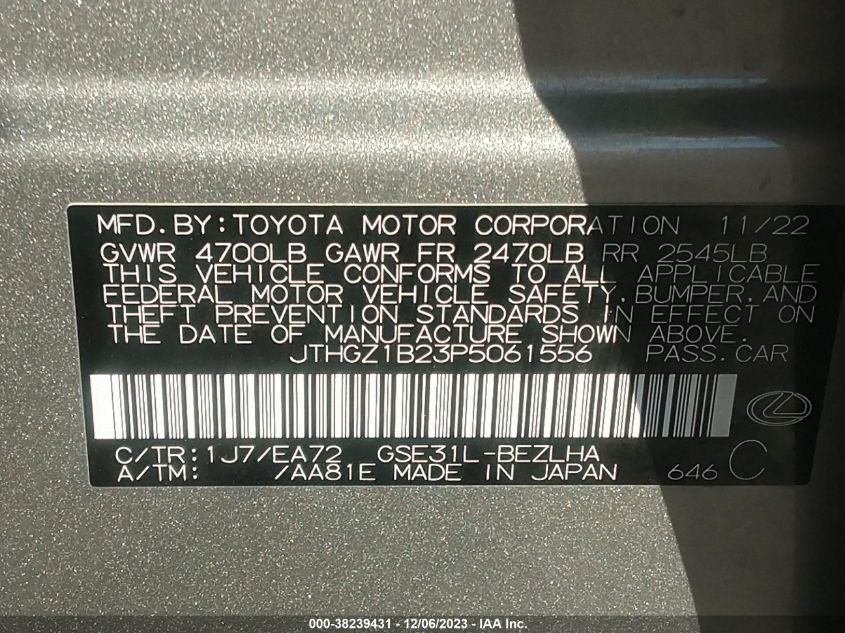 MFD.BY:TOYOTA MOTOR CORPORATION 11/22
GVWR 4700LB GAWR FR 2470LB RR 2545LB
THIS VEHICLE CONFORMS TO ALL APPLICABLE
FEDERAL MOTOR VEHICLE SAFETY,BUMPER,AND
THEFT PREVENTION STANDARDS IN EFFECT ON
THE DATE OF MANUFACTURE SHOWN ABOVE.
JTHGZ1B23P5061556 PASS.CAR
C/TR:1J7/EA72 GSE31L-BEZLHA
A/TM: /AA81E MADE IN JAPAN 646 C
000-38239431 - 12/06/2023 - IAA Inc.